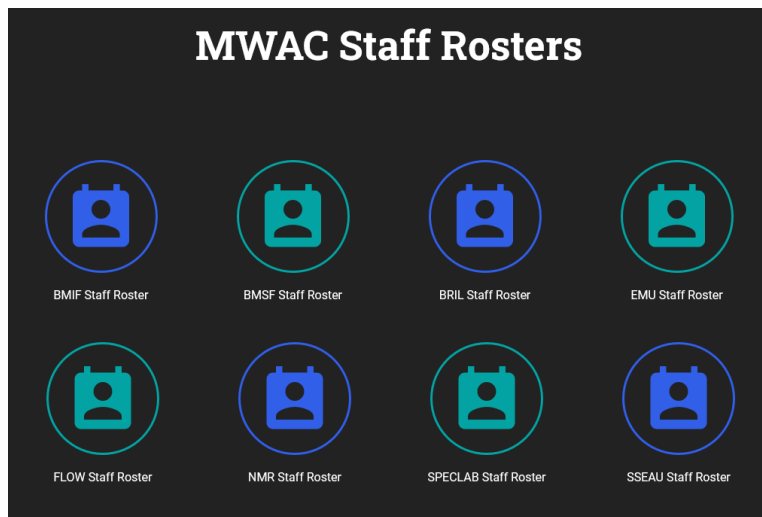 MWAC Staff Rosters
BMIF Staff Roster
BMSF Staff Roster
BRIL Staff Roster
EMU Staff Roster
FLOW Staff Roster
NMR Staff Roster
SPECLAB Staff Roster
SSEAU Staff Roster